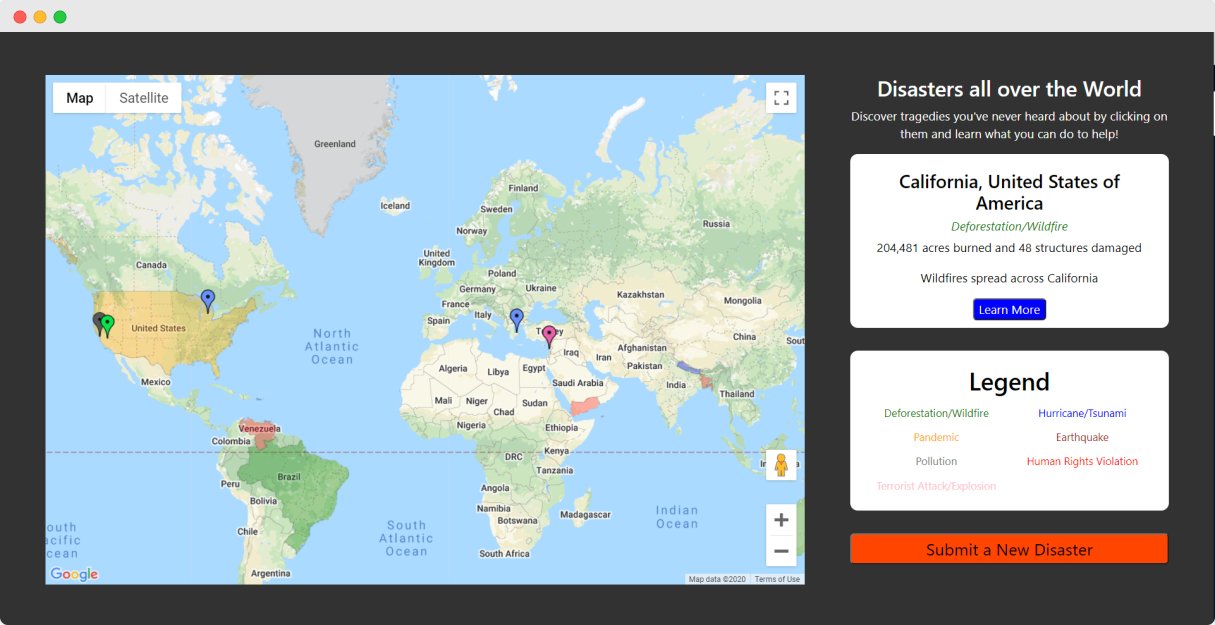 Map
Satellite
Greenland
Finland
Iceland
Sweden
Norway
Russia
Canada
United
Kingdom
Poland
Germany
Ukraine
France
Kazakhstan
Mongolia
Italy
Spain
United States
North
Atlantic
Ocean
China
Afghanistan
Iraq
Iran
Pakistan
Algeria
Libya
Egypt
Mexico
Saudi Arabia
India
Thailand
Mali
Niger
Sudan
Chad
Venezuela
Nigeria
Ethiopia
Colombia
Kenya
DRC
Brazil
Tanzania
Peru
Angola
Bolivia
Namibia
Madagascar
Botswana
Indian
Ocean
South
Atlantic
Ocean
Chile
South Africa
Argentina
Google
Map data ©2020
Terms of Use
Disasters all over the World
Discover tragedies you've never heard about by clicking on
them and learn what you can do to help!
California, United States of
America
Deforestation/Wildfire
204,481 acres burned and 48 structures damaged
Wildfires spread across California
Learn More
Legend
Deforestation/Wildfire Hurricane/Tsunami
Pandemic Earthquake
Pollution Human Rights Violation
Terrorist Attack/Explosion
Submit a New Disaster